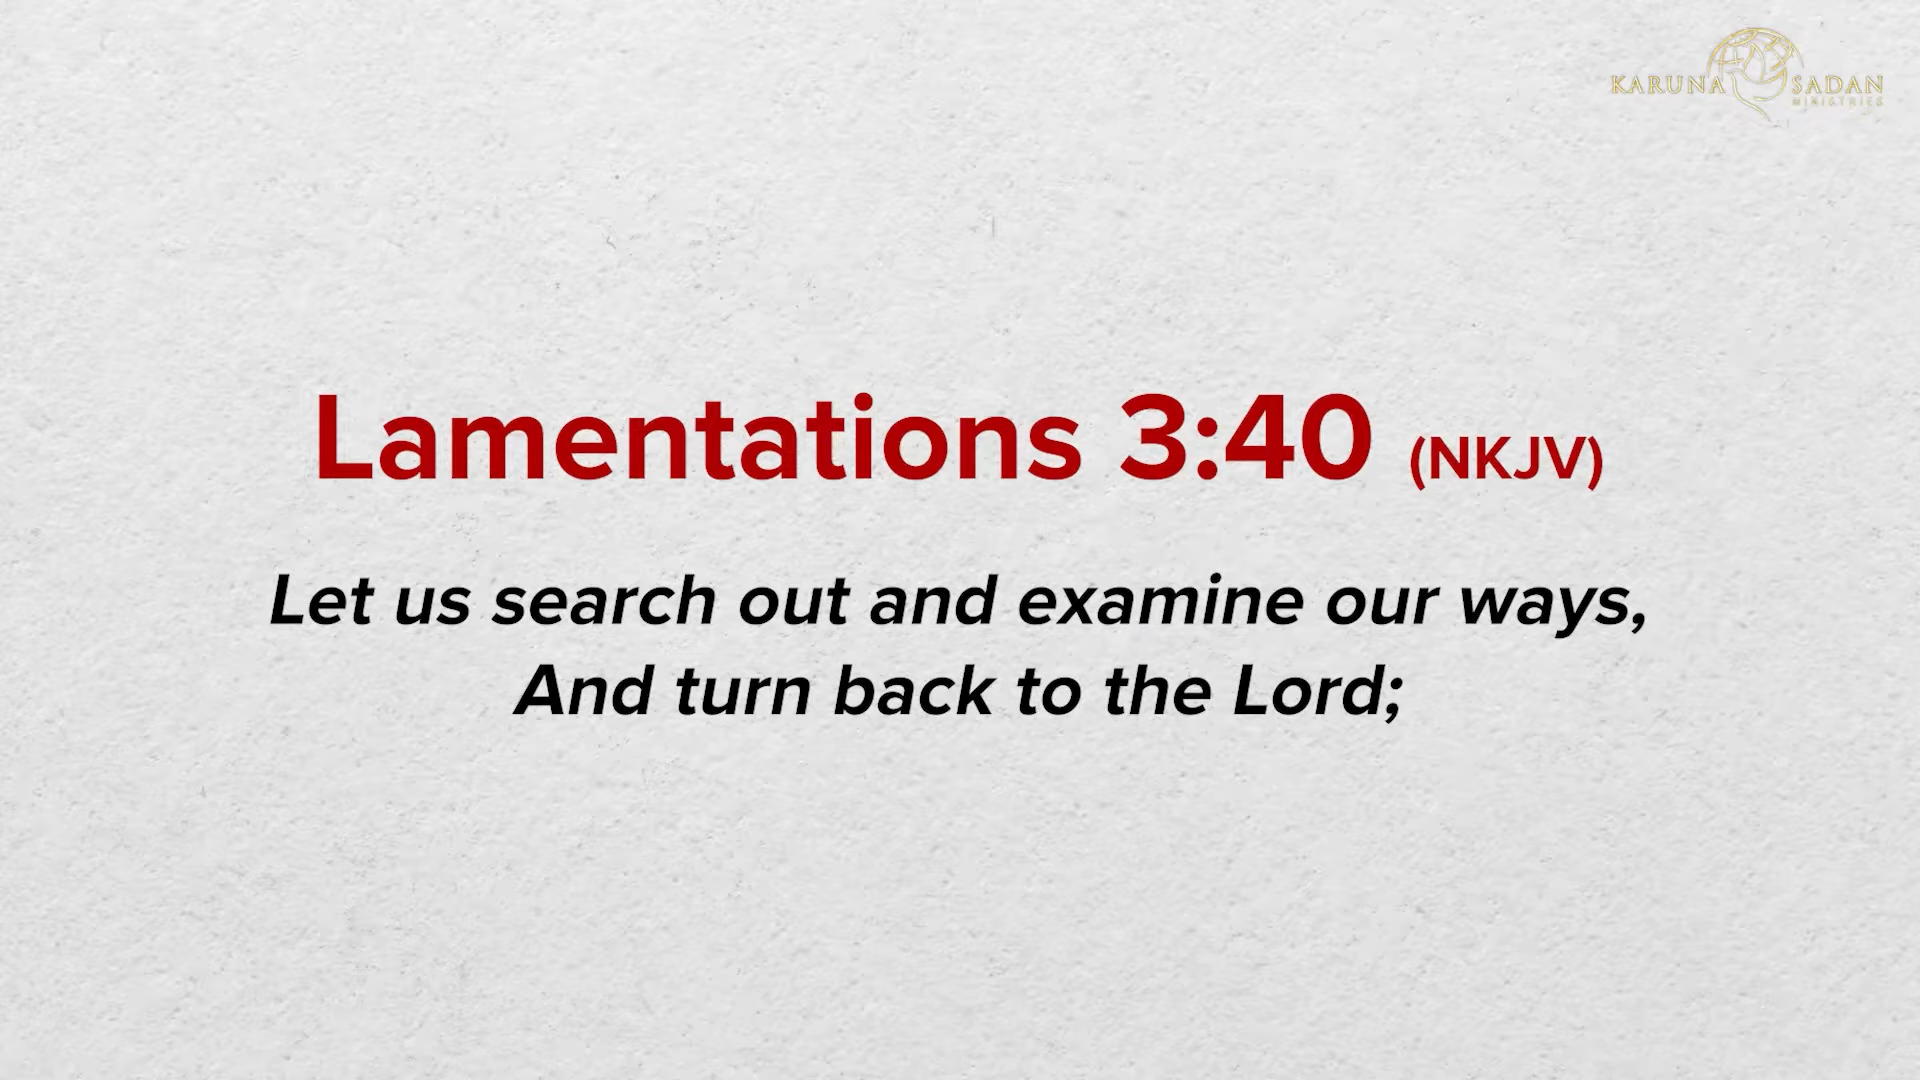 KARUNA SADAN
MINISTRIES
Lamentations 3:40 (NKJV)
Let us search out and examine our ways,
And turn back to the Lord;